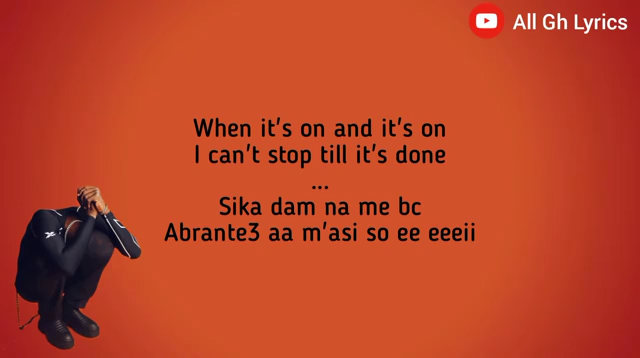 All Gh Lyrics
When it's on and it's on
I can't stop till it's done
...
Sika dam na me bc
Abrante3 aa m'asi so ee eeeii